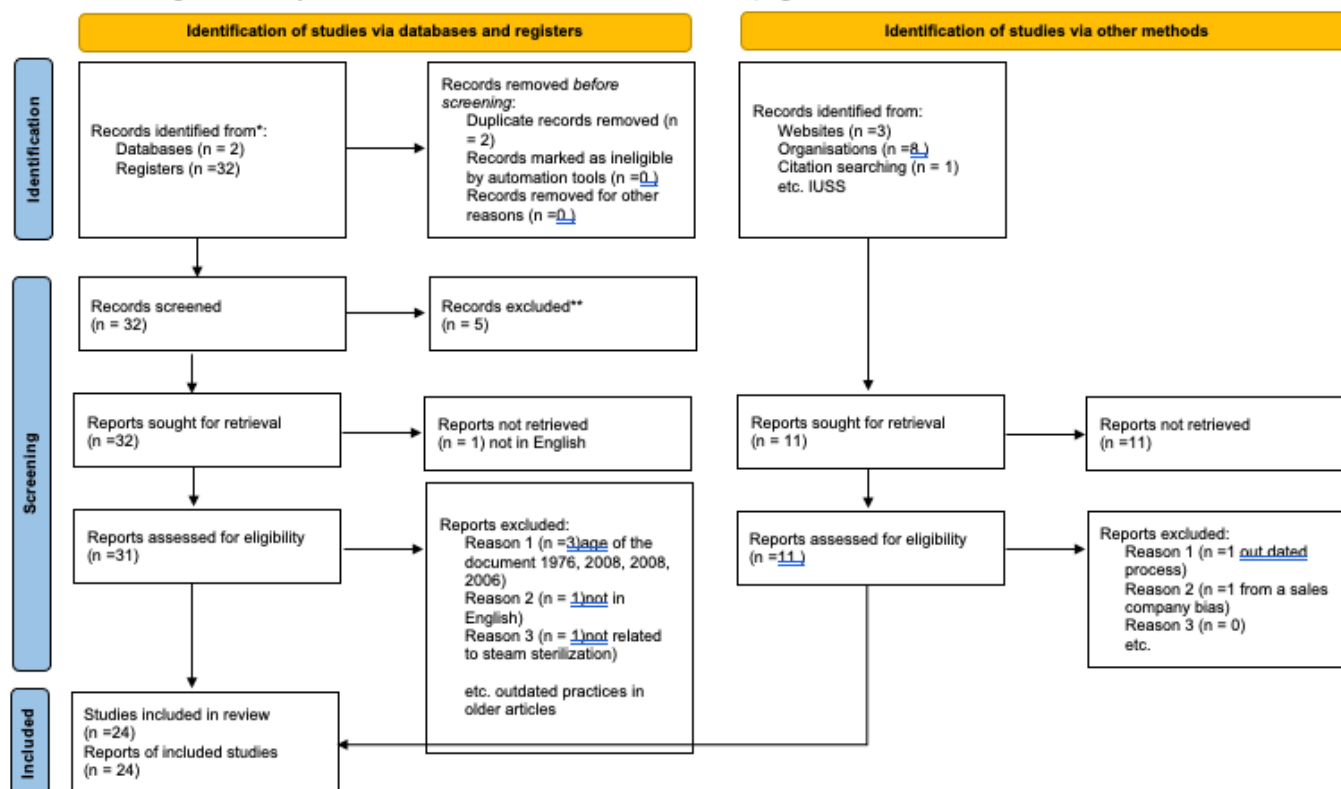 Identification of studies via databases and registers
Identification of studies via other methods
Identification
Records identified from*:
Databases (n = 2)
Registers (n =32)
Records removed before
screening:
Duplicate records removed (n
= 2)
Records marked as ineligible
by automation tools (n =0 )
Records removed for other
reasons (n =0 )
Records identified from:
Websites (n =3)
Organisations (n =8 )
Citation searching (n = 1)
etc. IUSS
Screening
Records screened
(n = 32)
Records excluded**
(n = 5)
Reports sought for retrieval
(n =32)
Reports not retrieved
(n = 1) not in English
Reports sought for retrieval
(n = 11)
Reports not retrieved
(n =11)
Reports assessed for eligibility
(n =31)
Reports excluded:
Reason 1 (n =3)age of the
document 1976, 2008, 2008,
2006)
Reason 2 (n = 1)not in
English)
Reason 3 (n = 1)not related
to steam sterilization)
etc. outdated practices in
older articles
Reports assessed for eligibility
(n =11 )
Reports excluded:
Reason 1 (n =1 out dated
process)
Reason 2 (n =1 from a sales
company bias)
Reason 3 (n = 0)
etc.
Included
Studies included in review
(n =24)
Reports of included studies
(n = 24)